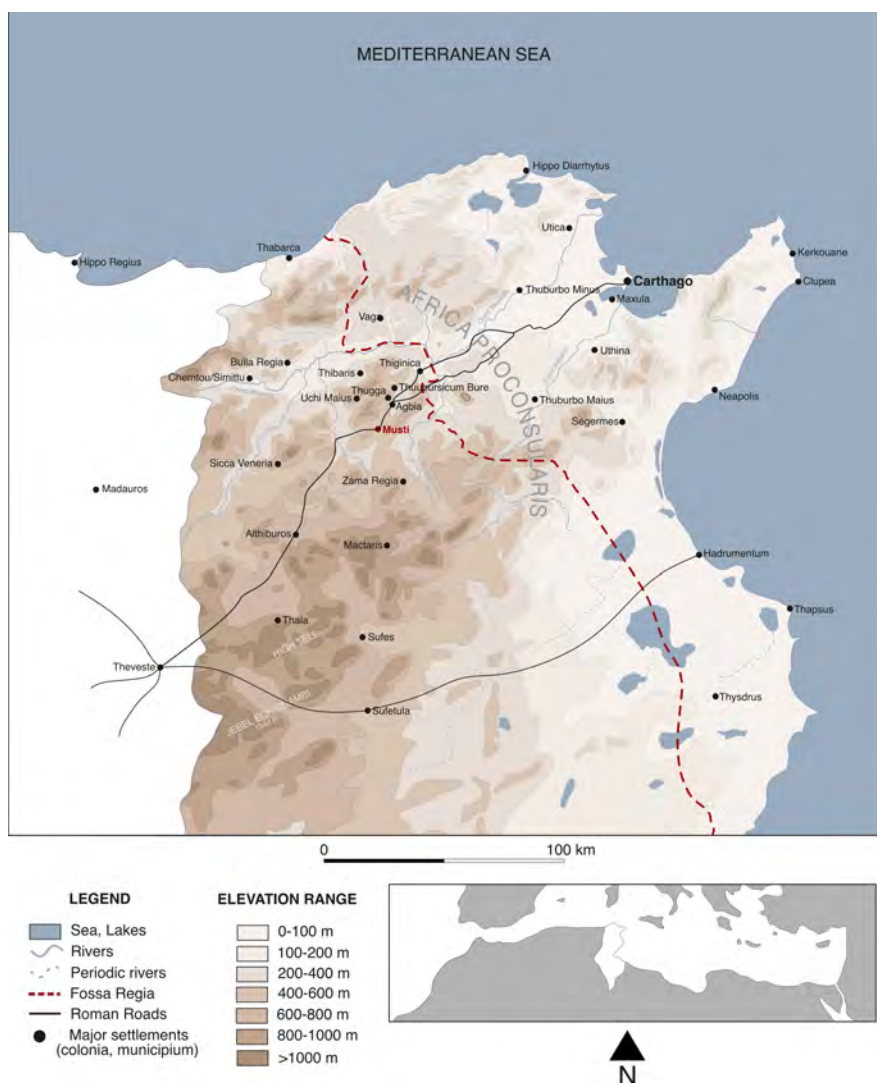 MEDITERRANEAN SEA
Hippo Diarrhytus
Utica
Thabarca
Hippo Regius
Kerkouane
Carthago
Clupea
Thuburbo Minus
Maxula
AFRICA PROCONSULARIS
Vaga
Uthina
Bulla Regia
Thiginica
Thibaris
Chemtou/Simittu
Thugga
Uchi Maius
Agbia
Thuburbo Maius
Neapolis
Segermes
Musti
Sicca Veneria
Zama Regia
Madauros
Althiburos
Mactaris
Hadrumentum
Thapsus
Thala
Sufes
HIGH TELL
Theveste
Thysdrus
JEBEL
Sufetula
0 100 km
LEGEND
Sea, Lakes
Rivers
Periodic rivers
Fossa Regia
Roman Roads
Major settlements
(colonia, municipium)
ELEVATION RANGE
0-100 m
100-200 m
200-400 m
400-600 m
600-800 m
800-1000 m
>1000 m
N